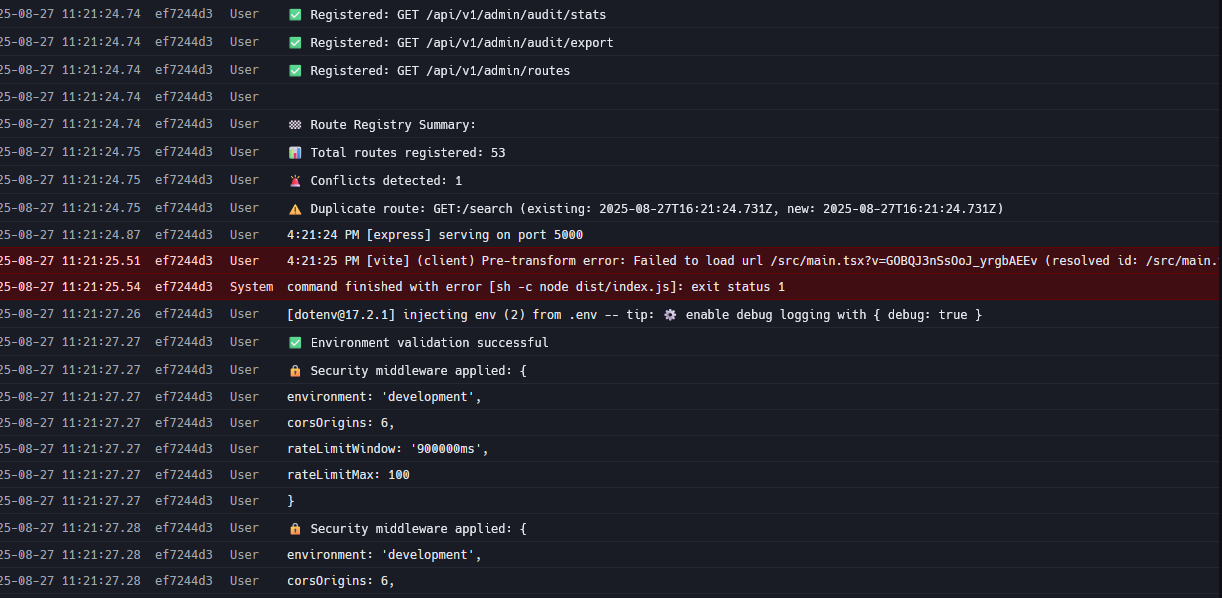 25-08-27 11:21:24.74 ef7244d3 User ✅ Registered: GET /api/v1/admin/audit/stats
25-08-27 11:21:24.74 ef7244d3 User ✅ Registered: GET /api/v1/admin/audit/export
25-08-27 11:21:24.74 ef7244d3 User ✅ Registered: GET /api/v1/admin/routes
25-08-27 11:21:24.74 ef7244d3 User
25-08-27 11:21:24.74 ef7244d3 User 🏁 Route Registry Summary:
25-08-27 11:21:24.75 ef7244d3 User 📊 Total routes registered: 53
25-08-27 11:21:24.75 ef7244d3 User 🚨 Conflicts detected: 1
25-08-27 11:21:24.75 ef7244d3 User ⚠️ Duplicate route: GET:/search (existing: 2025-08-27T16:21:24.731Z, new: 2025-08-27T16:21:24.731Z)
25-08-27 11:21:24.87 ef7244d3 User 4:21:24 PM [express] serving on port 5000
25-08-27 11:21:25.51 ef7244d3 User 4:21:25 PM [vite] (client) Pre-transform error: Failed to load url /src/main.tsx?v=GOBQJ3nSsOoJ_yrgbAEEv (resolved id: /src/main.
25-08-27 11:21:25.54 ef7244d3 System command finished with error [sh -c node dist/index.js]: exit status 1
25-08-27 11:21:27.26 ef7244d3 User [dotenv@17.2.1] injecting env (2) from .env -- tip: ⚙️ enable debug logging with { debug: true }
25-08-27 11:21:27.27 ef7244d3 User ✅ Environment validation successful
25-08-27 11:21:27.27 ef7244d3 User 🔒 Security middleware applied: {
25-08-27 11:21:27.27 ef7244d3 User environment: 'development',
25-08-27 11:21:27.27 ef7244d3 User corsOrigins: 6,
25-08-27 11:21:27.27 ef7244d3 User rateLimitWindow: '900000ms',
25-08-27 11:21:27.27 ef7244d3 User rateLimitMax: 100
25-08-27 11:21:27.27 ef7244d3 User }
25-08-27 11:21:27.28 ef7244d3 User 🔒 Security middleware applied: {
25-08-27 11:21:27.28 ef7244d3 User environment: 'development',
25-08-27 11:21:27.28 ef7244d3 User corsOrigins: 6,